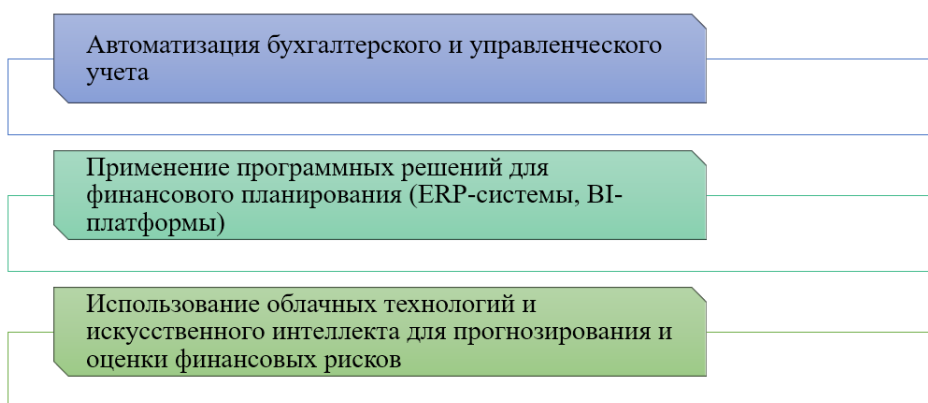 Автоматизация бухгалтерского и управленческого
учета
Применение программных решений для
финансового планирования (ERP-системы, BI-
платформы)
Использование облачных технологий и
искусственного интеллекта для прогнозирования и
оценки финансовых рисков